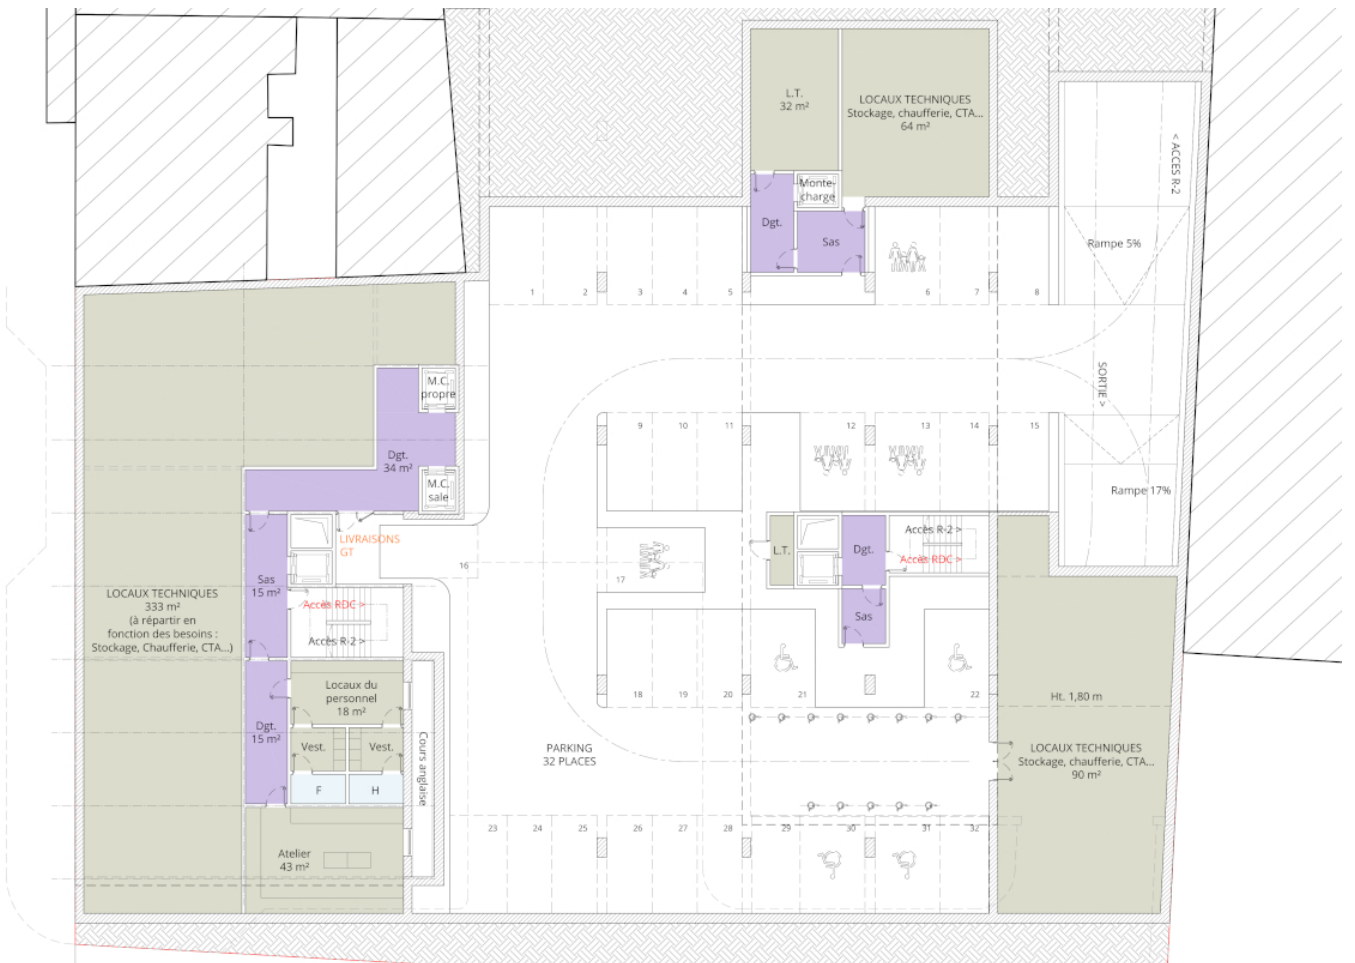 L.T.
32 m²
LOCAUX TECHNIQUES
Stockage, chaufferie, CTA...
64 m²
< ACCES R-2
Monte-
charge
Dgt.
Sas
Rampe 5%
1
2
3
4
5
6
7
8
M.C.
propre
SORTIE >
9
10
11
12
13
14
15
Dgt.
34 m²
M.C.
sale
Rampe 17%
LIVRAISONS
GT
Accès R-2 >
Accès RDC >
L.T.
Dgt.
16
17
Sas
15 m²
LOCAUX TECHNIQUES
333 m²
(à répartir en
fonction des besoins :
Stockage, Chaufferie, CTA...)
Accès RDC >
Accès R-2 >
Sas
Locaux du
personnel
18 m²
18
19
20
21
22
Ht. 1,80 m
Dgt.
15 m²
Vest.
Vest.
Cours anglaise
PARKING
32 PLACES
LOCAUX TECHNIQUES
Stockage, chaufferie, CTA...
90 m²
F
H
23
24
25
26
27
28
29
30
31
32
Atelier
43 m²